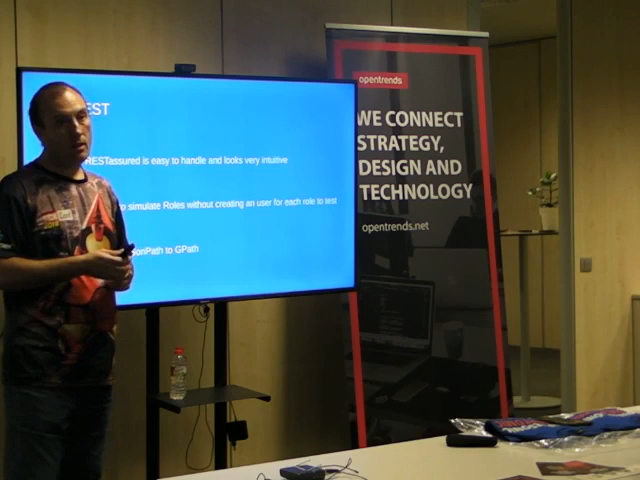 EST
RESTassured is easy to handle and looks very intuitive
o simulate Roles without creating an user for each role to test
onPath to GPath
opentrends
WE CONNECT
STRATEGY,
DESIGN AND
TECHNOLOGY
opentrends.net